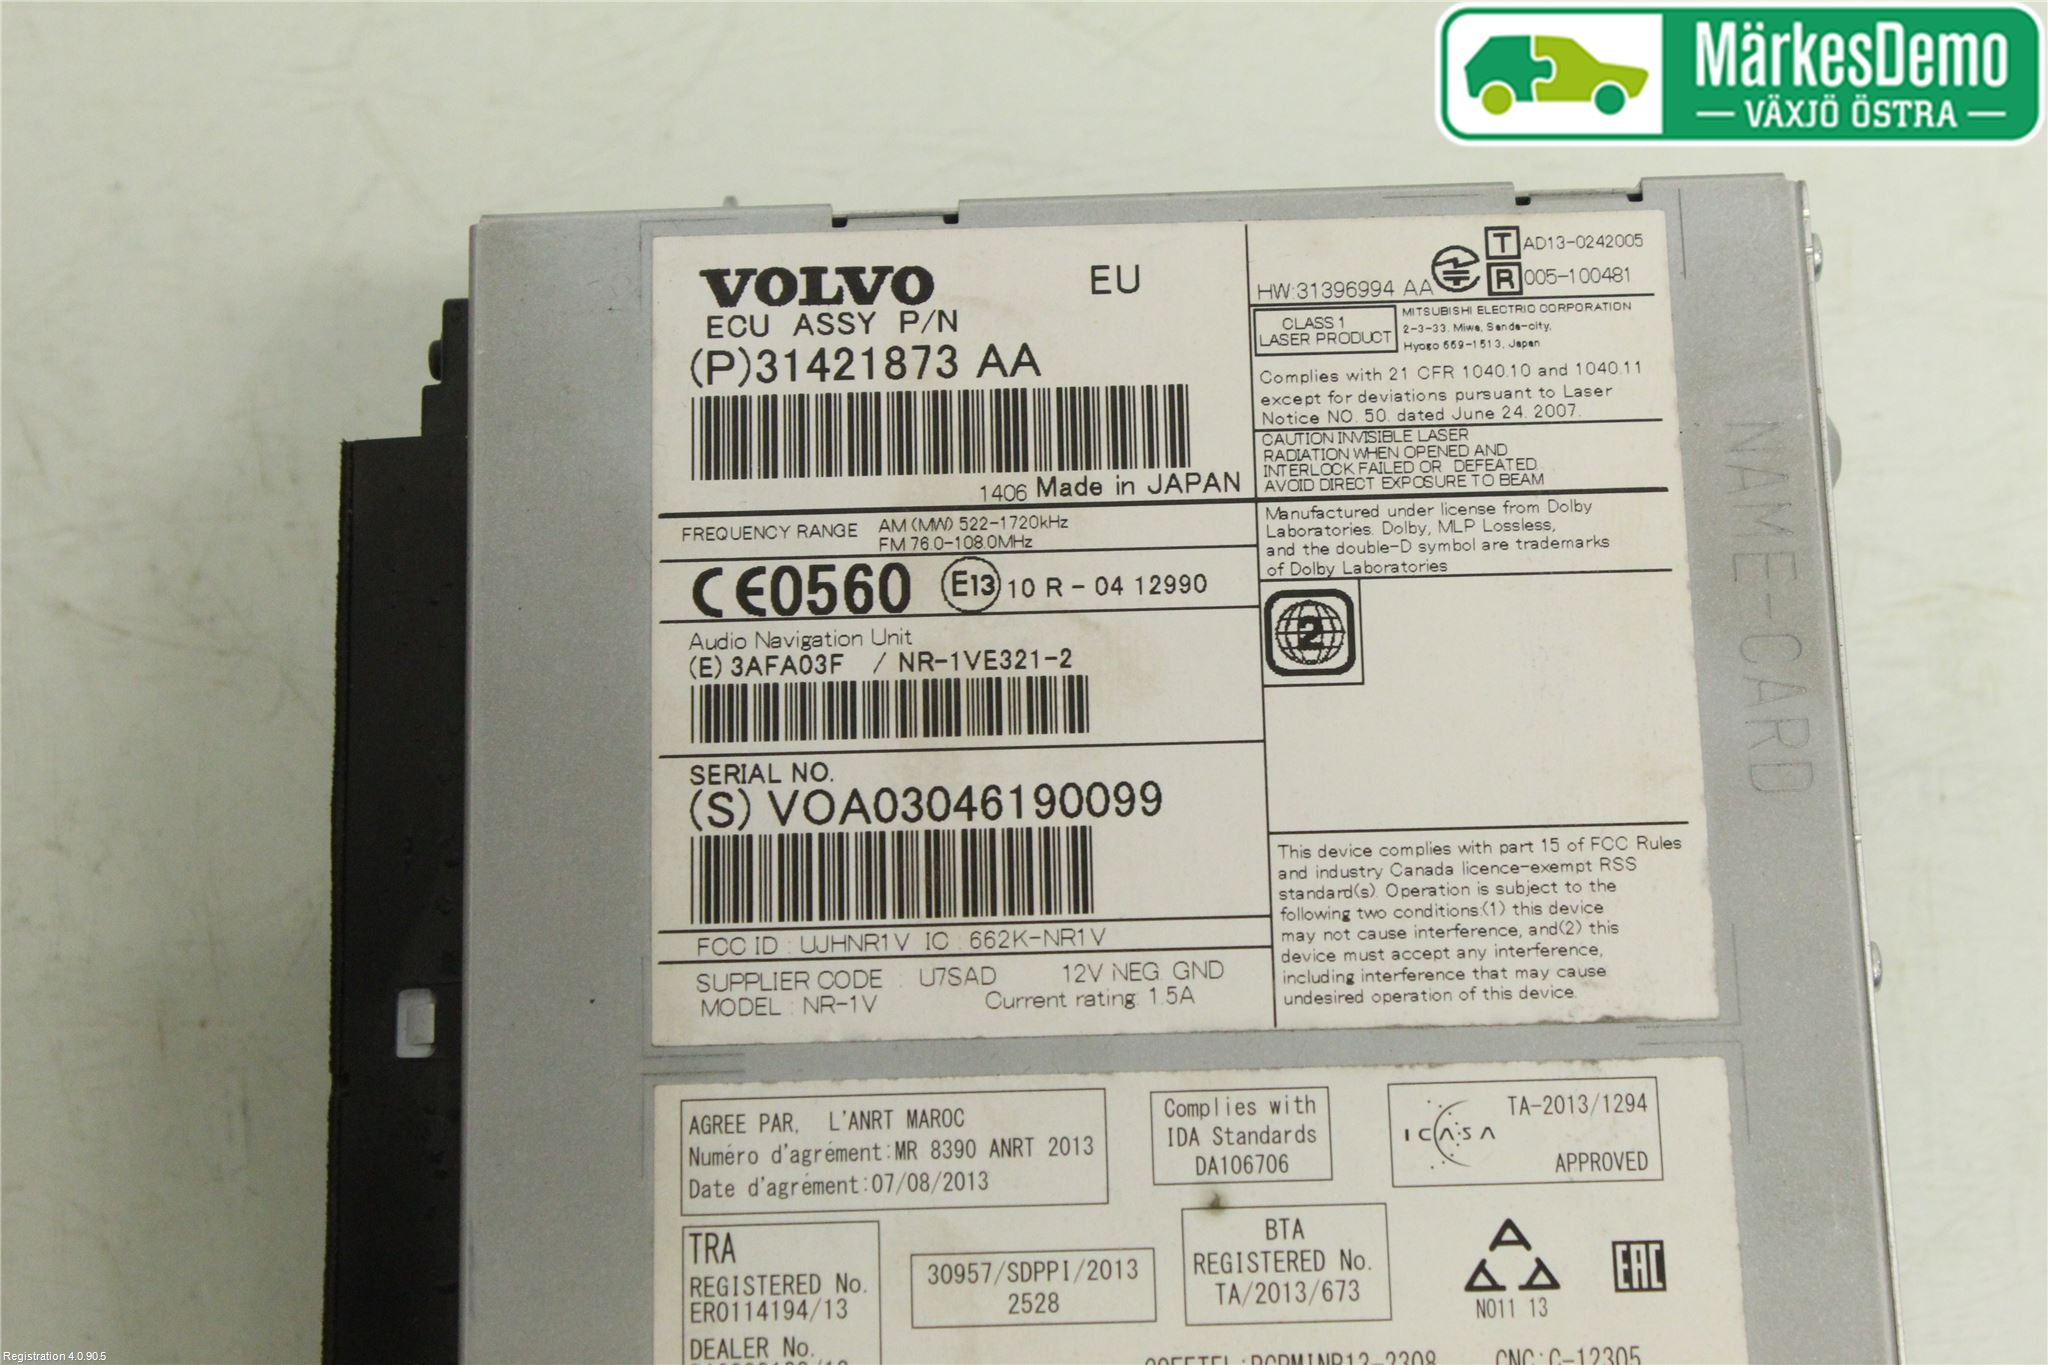 MärkesDemo
VÄXJÖ ÖSTRA
VOLVO
EU
ECU ASSY P/N
(P)31421873 AA
1406 Made in JAPAN
FREQUENCY RANGE
AM (MW) 522-1720kHz
FM 76.0-108.0MHz
CE0560 E13 10 R - 04 12990
Audio Navigation Unit
(E) 3AFA03F / NR-1VE321-2
SERIAL NO.
(S) VOA03046190099
FCC ID : UJHNR1V IC : 662K-NR1V
SUPPLIER CODE : U7SAD 12V NEG. GND
MODEL : NR-1V Current rating: 1.5A
T AD13-0242005
R 005-100481
HW:31396994 AA
CLASS 1
LASER PRODUCT
MITSUBISHI ELECTRIC CORPORATION
2-3-33, Miwa, Sanda-city,
Hyogo 669-1513, Japan
Complies with 21 CFR 1040.10 and 1040.11
except for deviations pursuant to Laser
Notice NO. 50, dated June 24, 2007.
CAUTION INVISIBLE LASER
RADIATION WHEN OPENED AND
INTERLOCK FAILED OR DEFEATED.
AVOID DIRECT EXPOSURE TO BEAM
Manufactured under license from Dolby
Laboratories. Dolby, MLP Lossless,
and the double-D symbol are trademarks
of Dolby Laboratories
2
This device complies with part 15 of FCC Rules
and industry Canada licence-exempt RSS
standard(s). Operation is subject to the
following two conditions:(1) this device
may not cause interference, and(2) this
device must accept any interference,
including interference that may cause
undesired operation of this device.
NAME-CARD
AGREE PAR, L'ANRT MAROC
Numéro d'agrément:MR 8390 ANRT 2013
Date d'agrément:07/08/2013
Complies with
IDA Standards
DA106706
ICASA
TA-2013/1294
APPROVED
TRA
REGISTERED No.
ER0114194/13
DEALER No.
30957/SDPPI/2013
2528
BTA
REGISTERED No.
TA/2013/673
N011 13
EAC
CNC:C-12305
Registration 4.0.90.5